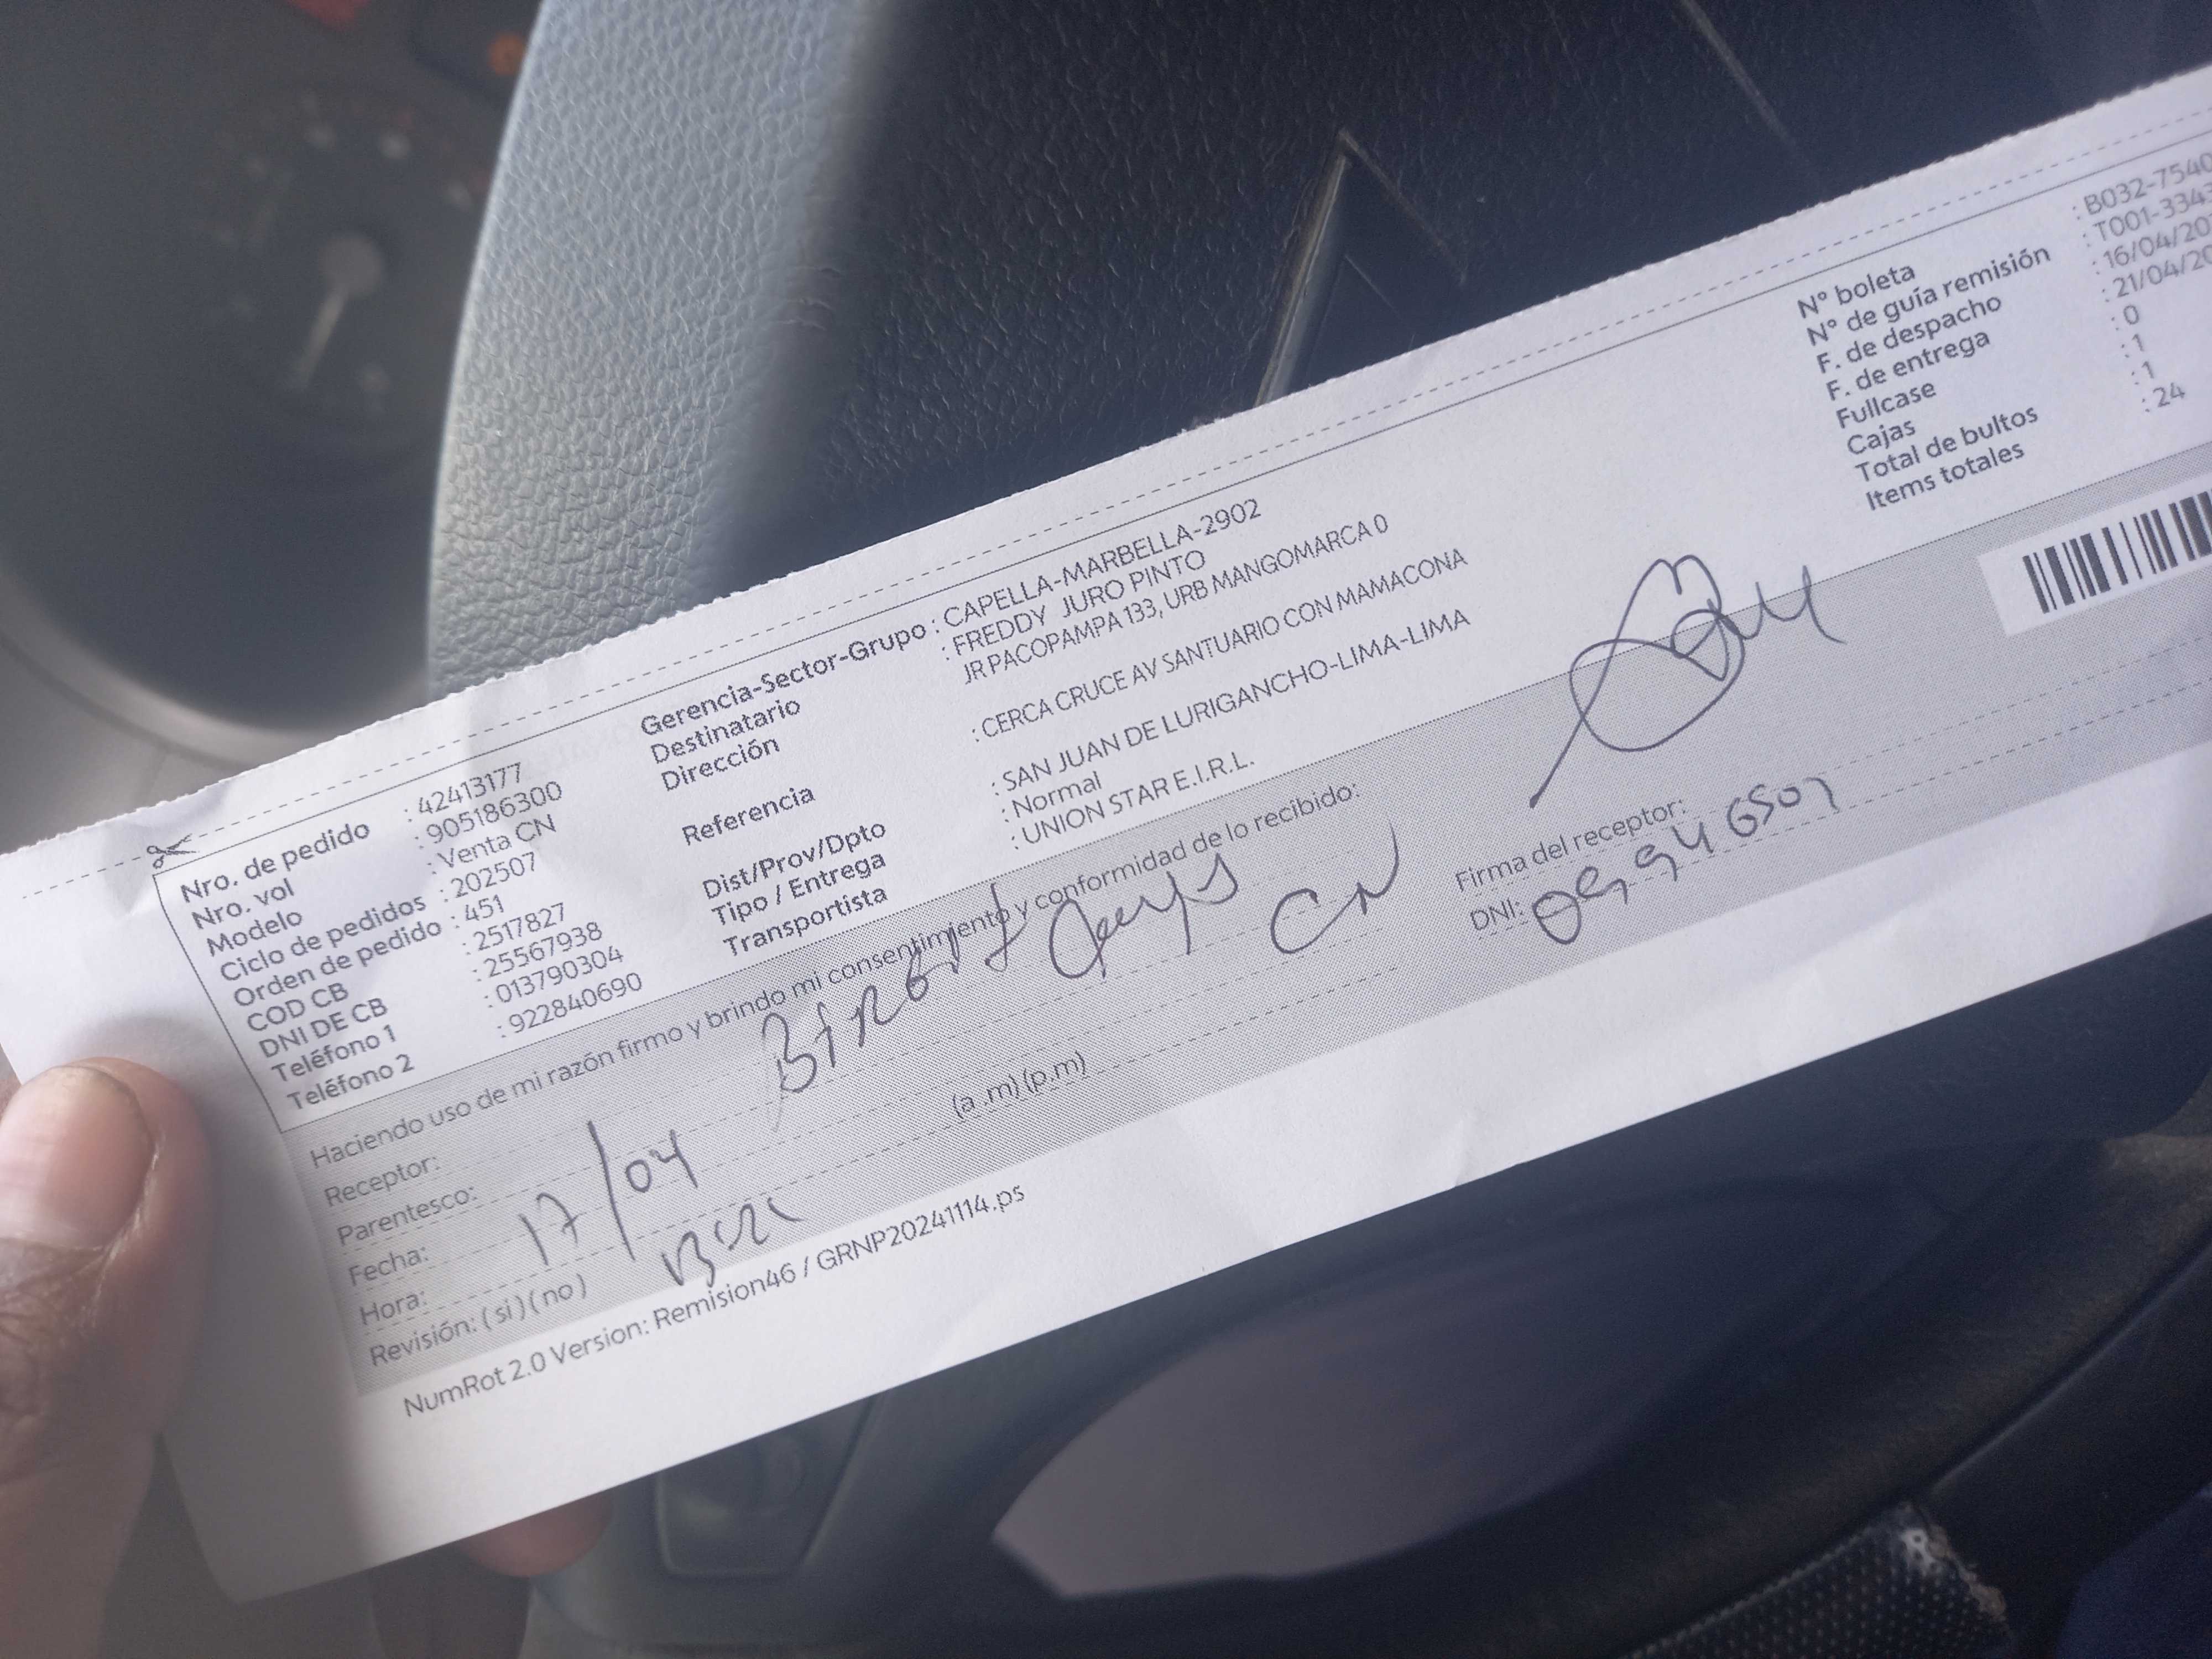 Nro. de pedido : 42413177
Nro. vol : 905186300
Modelo : Venta CN
Ciclo de pedidos : 202507
Orden de pedido : 451
COD CB : 2517827
DNI DE CB : 25567938
Teléfono 1 : 013790304
Teléfono 2 : 922840690
Gerencia-Sector-Grupo : CAPELLA-MARBELLA-2902
Destinatario : FREDDY JURO PINTO
Dirección JR PACOPAMPA 133, URB MANGOMARCA 0
Referencia : CERCA CRUCE AV SANTUARIO CON MAMACONA
Dist/Prov/Dpto : SAN JUAN DE LURIGANCHO-LIMA-LIMA
Tipo / Entrega : Normal
Transportista : UNION STAR E.I.R.L.
N° boleta : B032-7540
N° de guía remisión : T001-334
F. de despacho : 16/04/20
F. de entrega : 21/04/20
Fullcase : 0
Cajas : 1
Total de bultos : 1
Items totales : 24
Haciendo uso de mi razón firmo y brindo mi consentimiento y conformidad de lo recibido:
Receptor:
Parentesco: CN
Fecha: 17/04
Hora: (a .m) (p.m)
Revisión: ( si ) ( no )
Firma del receptor:
DNI:
NumRot 2.0 Version: Remision46 / GRNP20241114.ps